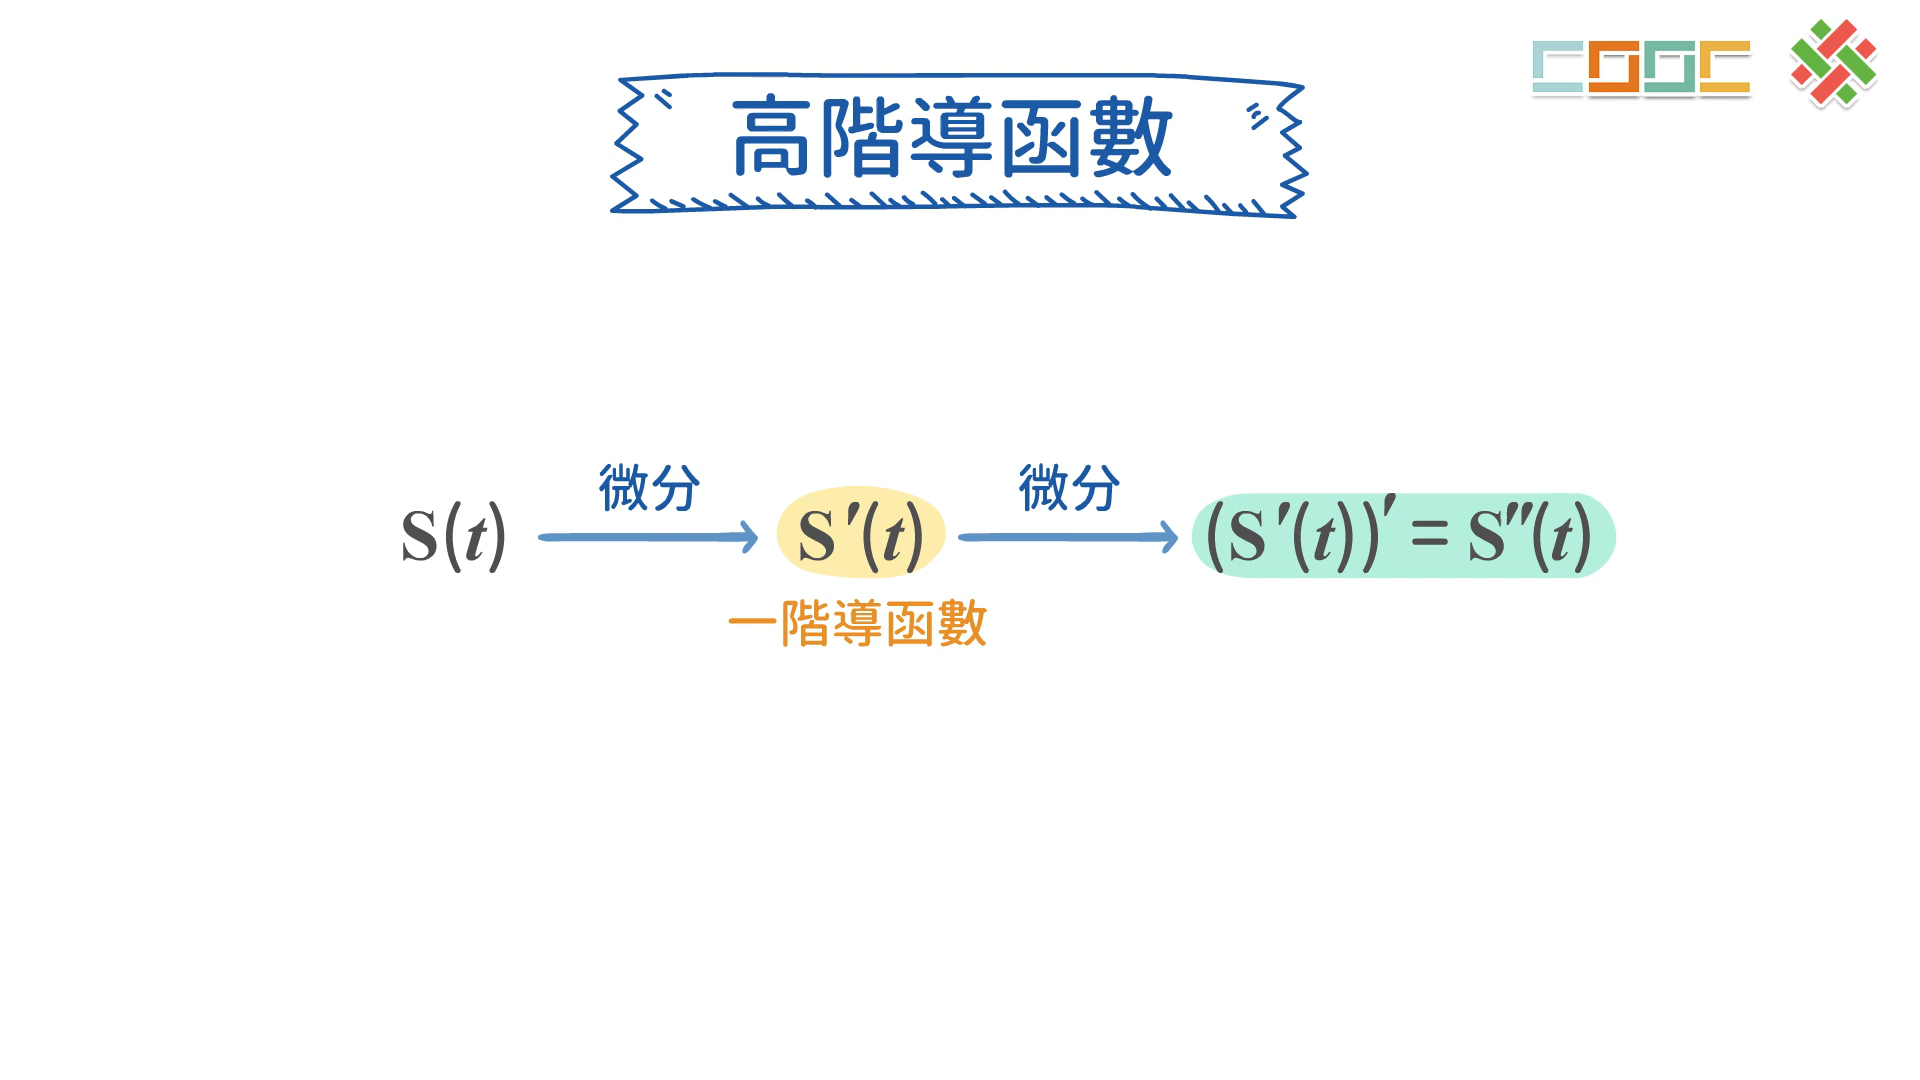 高階導函數
微分 微分
S(t) S′(t) (S′(t))′ = S″(t)
一階導函數